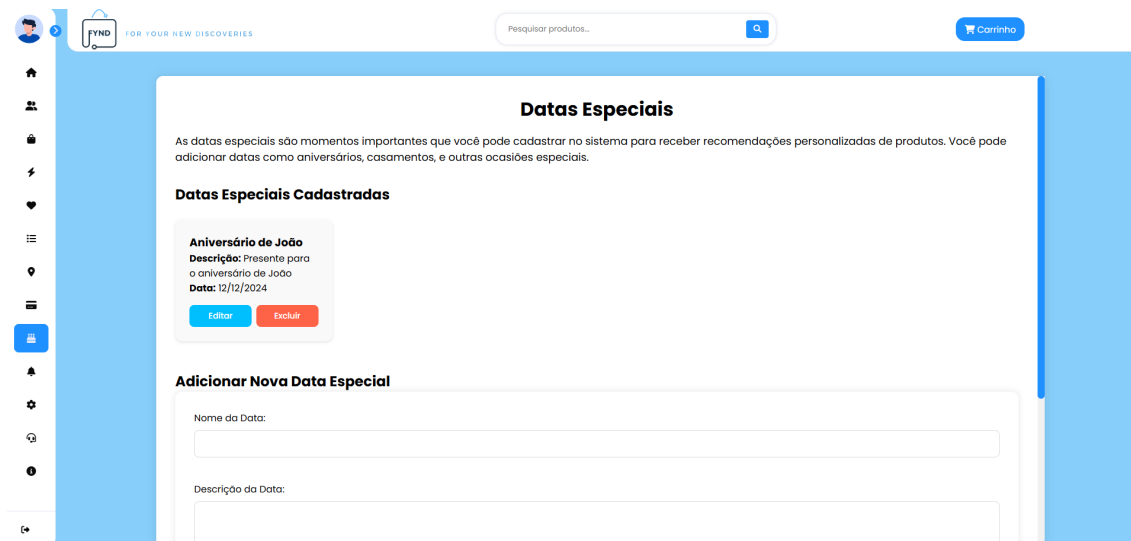 FYND
FOR YOUR NEW DISCOVERIES
Pesquisar produtos...
Carrinho
Datas Especiais
As datas especiais são momentos importantes que você pode cadastrar no sistema para receber recomendações personalizadas de produtos. Você pode
adicionar datas como aniversários, casamentos, e outras ocasiões especiais.
Datas Especiais Cadastradas
Aniversário de João
Descrição: Presente para
o aniversário de João
Data: 12/12/2024
Editar Excluir
Adicionar Nova Data Especial
Nome da Data:
Descrição da Data: